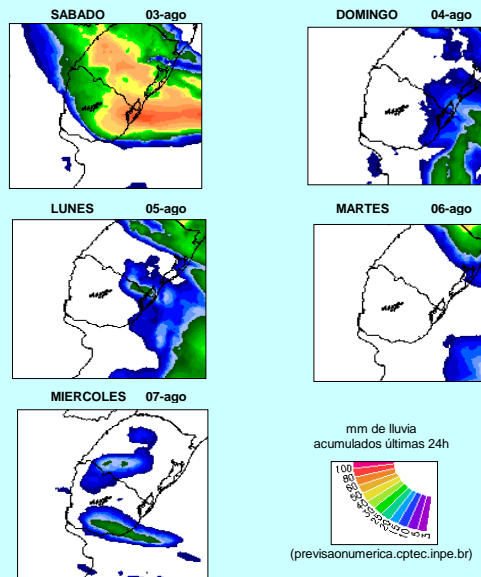 SABADO 03-ago
DOMINGO 04-ago
LUNES 05-ago
MARTES 06-ago
MIERCOLES 07-ago
mm de lluvia
acumulados últimas 24h
100
80
(previsaonumerica.cptec.inpe.br)